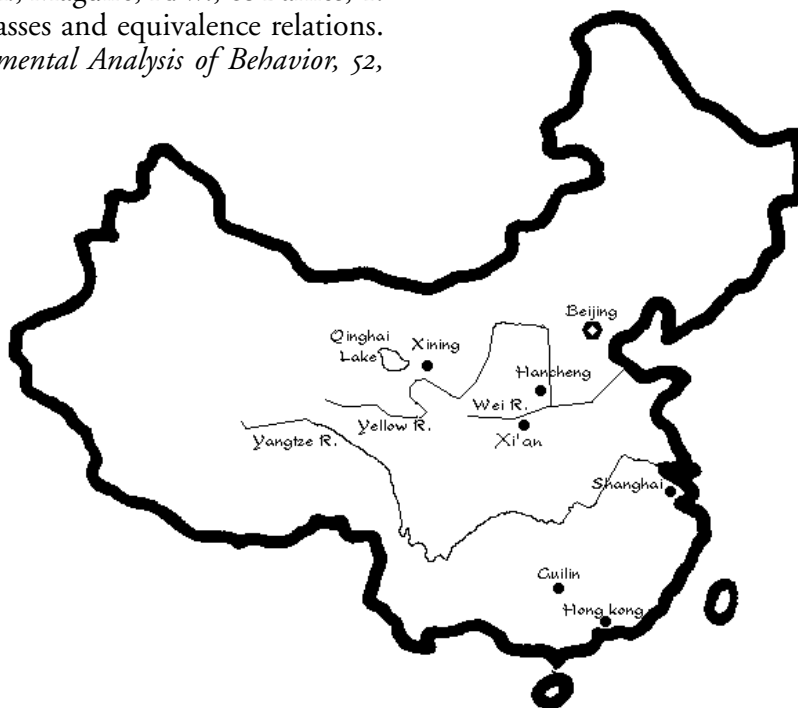 asses and equivalence relations.
mental Analysis of Behavior, 52,
Beijing
Qinghai
Lake
Xining
Hancheng
Wei R.
Yellow R.
Xi'an
Yangtze R.
Shanghai
Guilin
Hong kong